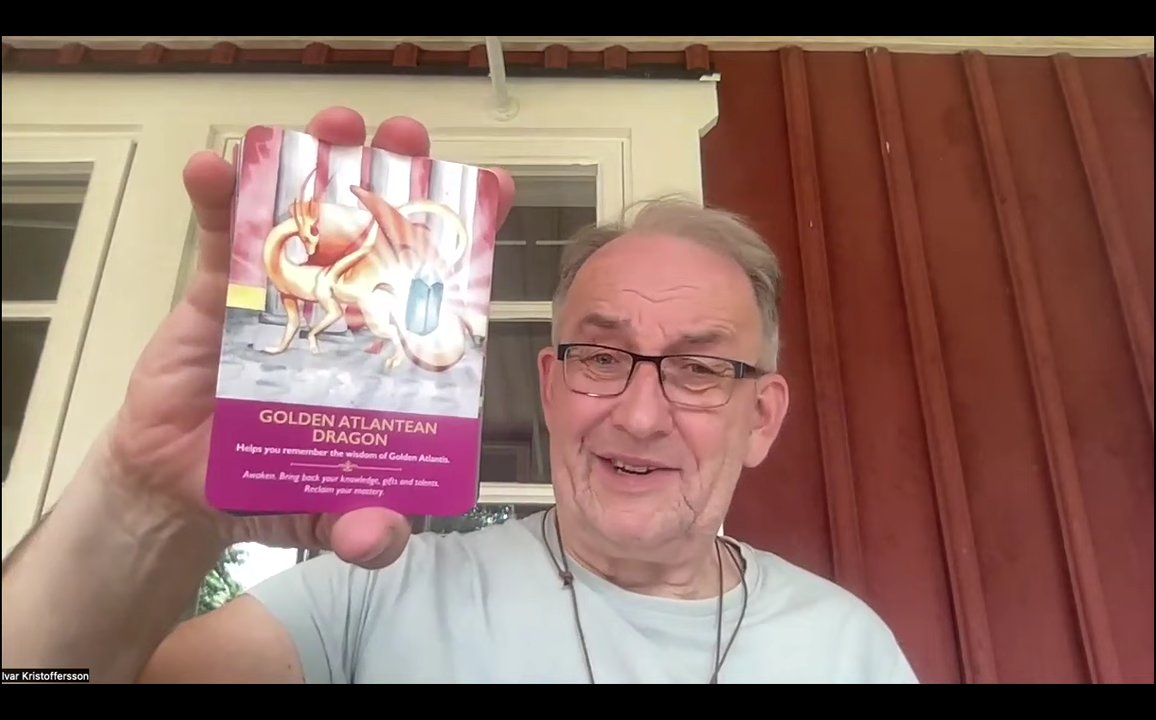 GOLDEN ATLANTEAN
DRAGON
Helps you remember the wisdom of Golden Atlantis.
Awaken. Bring back your knowledge, gifts and talents.
Reclaim your mastery.
Ivar Kristoffersson